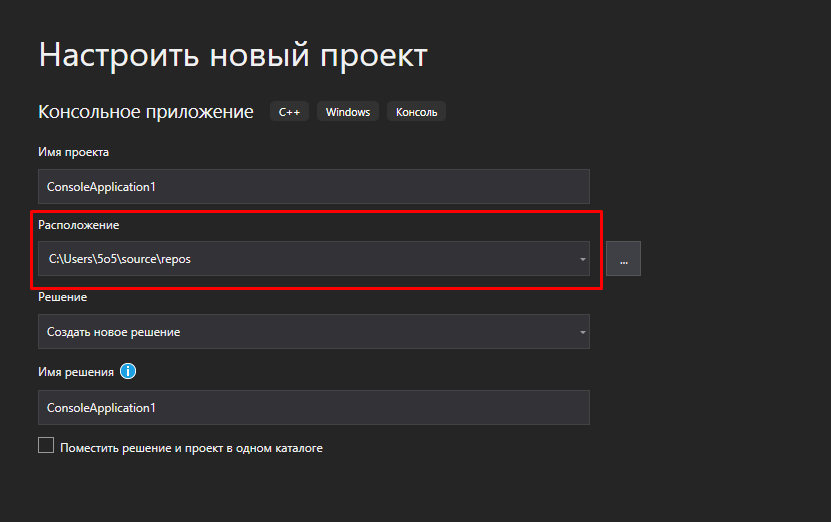 Настроить новый проект
Консольное приложение C++ Windows Консоль
Имя проекта
ConsoleApplication1
Расположение
C:\Users\5o5\source\repos
...
Решение
Создать новое решение
Имя решения i
ConsoleApplication1
Поместить решение и проект в одном каталоге